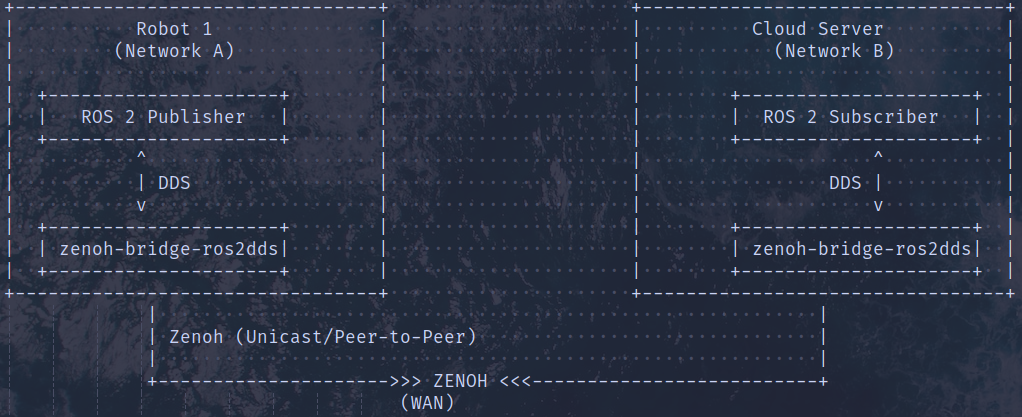 Robot 1
(Network A)
Cloud Server
(Network B)
ROS 2 Publisher
ROS 2 Subscriber
^
^
DDS
DDS
v
v
zenoh-bridge-ros2dds
zenoh-bridge-ros2dds
Zenoh (Unicast/Peer-to-Peer)
>>> ZENOH <<<
(WAN)